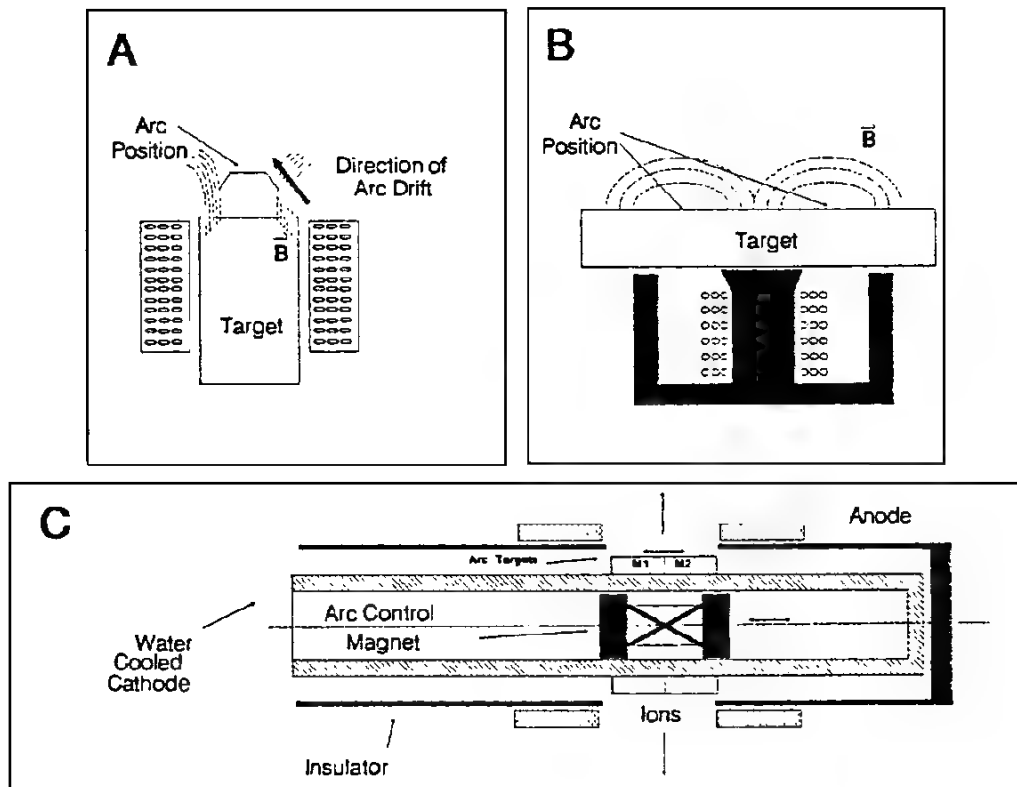 A
Arc
Position
Direction of
Arc Drift
B
Target
B
Arc
Position
B
Target
C
Anode
Arc Targets
M1 M2
Arc Control
Magnet
Water
Cooled
Cathode
Ions
Insulator